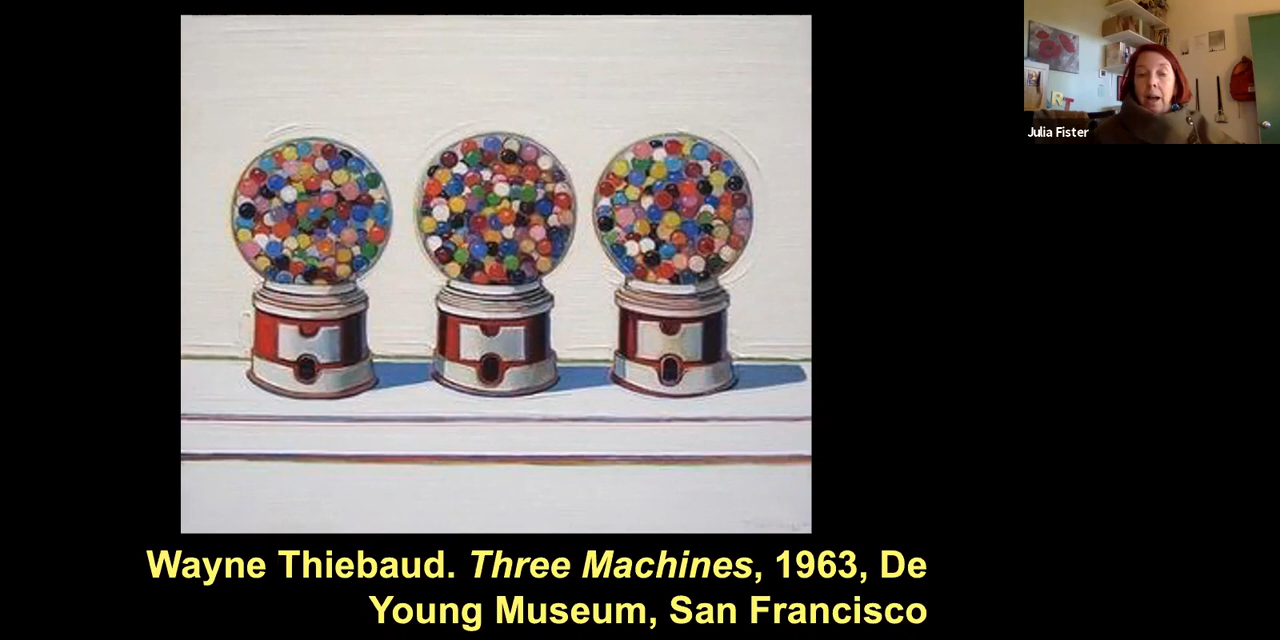 Julia Fister
Wayne Thiebaud. Three Machines, 1963, De
Young Museum, San Francisco